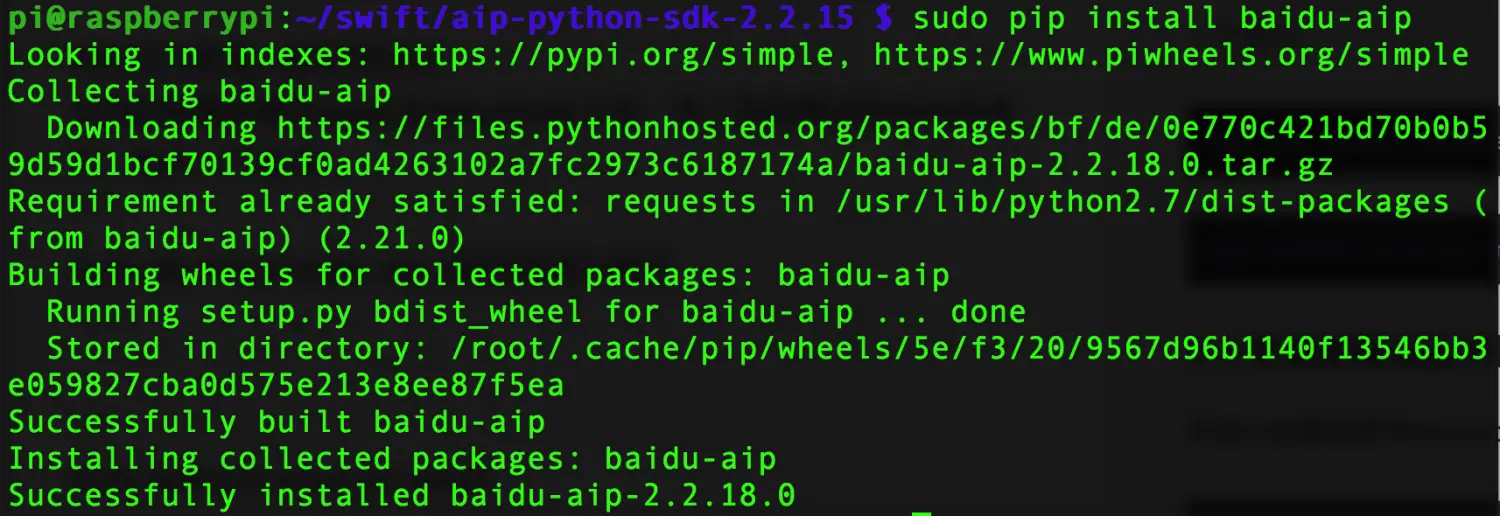 pi@raspberrypi:~/swift/aip-python-sdk-2.2.15 $ sudo pip install baidu-aip
Looking in indexes: https://pypi.org/simple, https://www.piwheels.org/simple
Collecting baidu-aip
  Downloading https://files.pythonhosted.org/packages/bf/de/0e770c421bd70b0b5
9d59d1bcf70139cf0ad4263102a7fc2973c6187174a/baidu-aip-2.2.18.0.tar.gz
Requirement already satisfied: requests in /usr/lib/python2.7/dist-packages (
from baidu-aip) (2.21.0)
Building wheels for collected packages: baidu-aip
  Running setup.py bdist_wheel for baidu-aip ... done
  Stored in directory: /root/.cache/pip/wheels/5e/f3/20/9567d96b1140f13546bb3
e059827cba0d575e213e8ee87f5ea
Successfully built baidu-aip
Installing collected packages: baidu-aip
Successfully installed baidu-aip-2.2.18.0